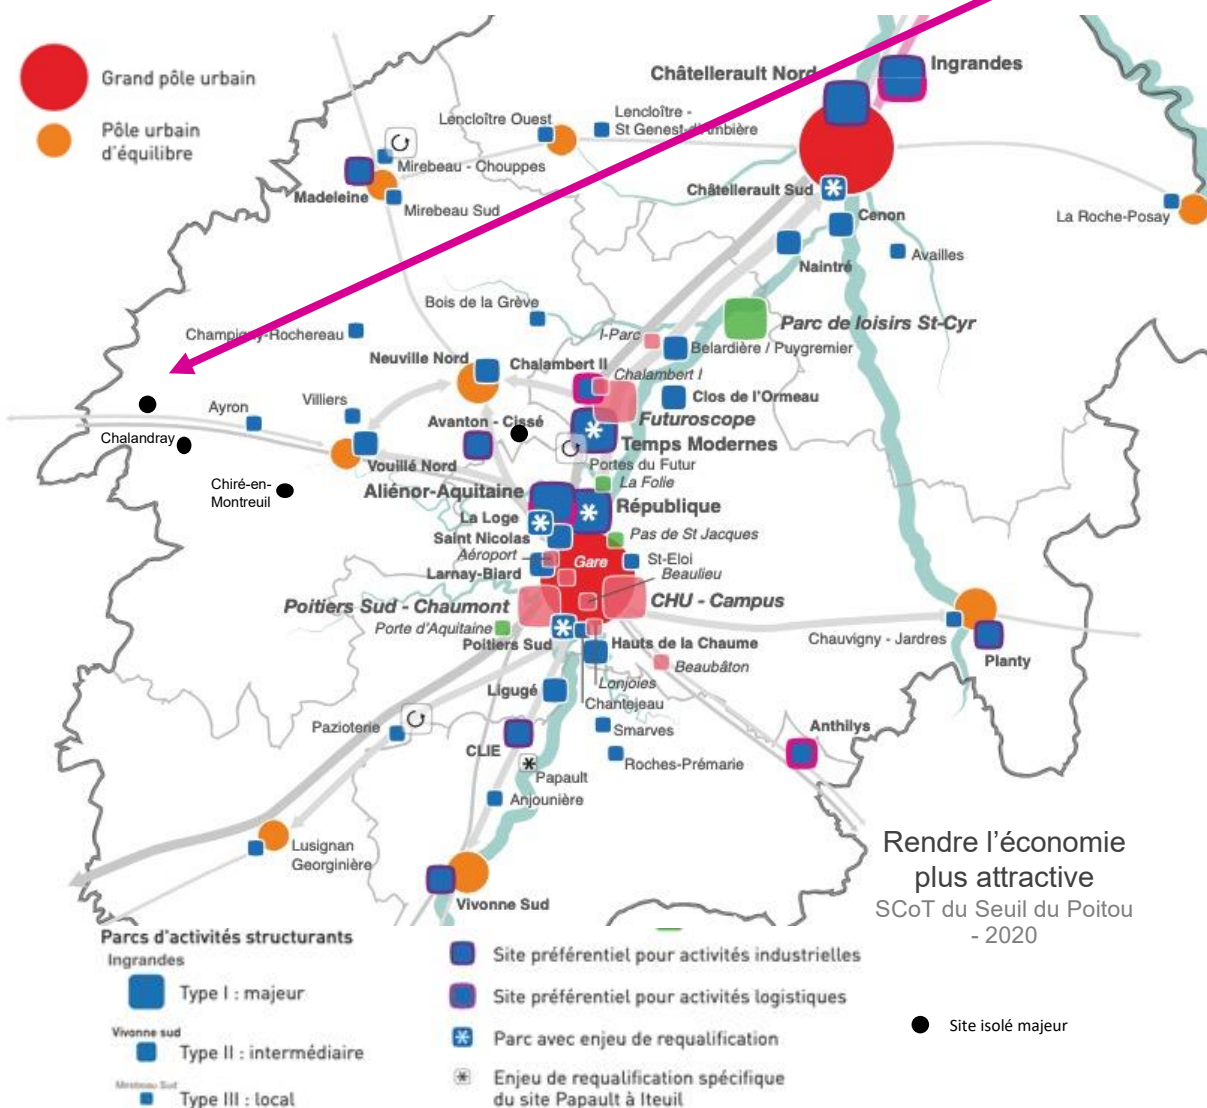 Grand pôle urbain
Pôle urbain
d'équilibre
Châtellerault Nord
Ingrandes
Lencloître Ouest
Lencloître -
St Genest-d'Ambière
Mirebeau - Chouppes
Madeleine
Mirebeau Sud
Châtellerault Sud
Cenon
La Roche-Posay
Naintré
Availles
Bois de la Grève
Parc de loisirs St-Cyr
Champigny-Rochereau
I-Parc
Belardière / Puygremier
Neuville Nord
Chalambert II
Chalambert I
Clos de l'Ormeau
Villiers
Ayron
Futuroscope
Avanton - Cissé
Chalandray
Temps Modernes
Vouillé Nord
Portes du Futur
Chiré-en-
Montreuil
La Folie
Aliénor-Aquitaine
République
La Loge
Saint Nicolas
Pas de St Jacques
Aéroport
Gare
St-Eloi
Larnay-Biard
Beaulieu
Poitiers Sud - Chaumont
CHU - Campus
Porte d'Aquitaine
Poitiers Sud
Hauts de la Chaume
Chauvigny - Jardres
Planty
Beaubâton
Ligugé
Lonjoies
Chantejeau
Pazioterie
Smarves
Anthilys
CLIE
Roches-Prémarie
Papault
Anjounière
Lusignan
Georginière
Vivonne Sud
Rendre l'économie
plus attractive
SCoT du Seuil du Poitou
- 2020
Parcs d'activités structurants
Ingrandes
Type I : majeur
Vivonne sud
Type II : intermédiaire
Mirebeau Sud
Type III : local
Site préférentiel pour activités industrielles
Site préférentiel pour activités logistiques
Parc avec enjeu de requalification
Enjeu de requalification spécifique
du site Papault à Iteuil
Site isolé majeur